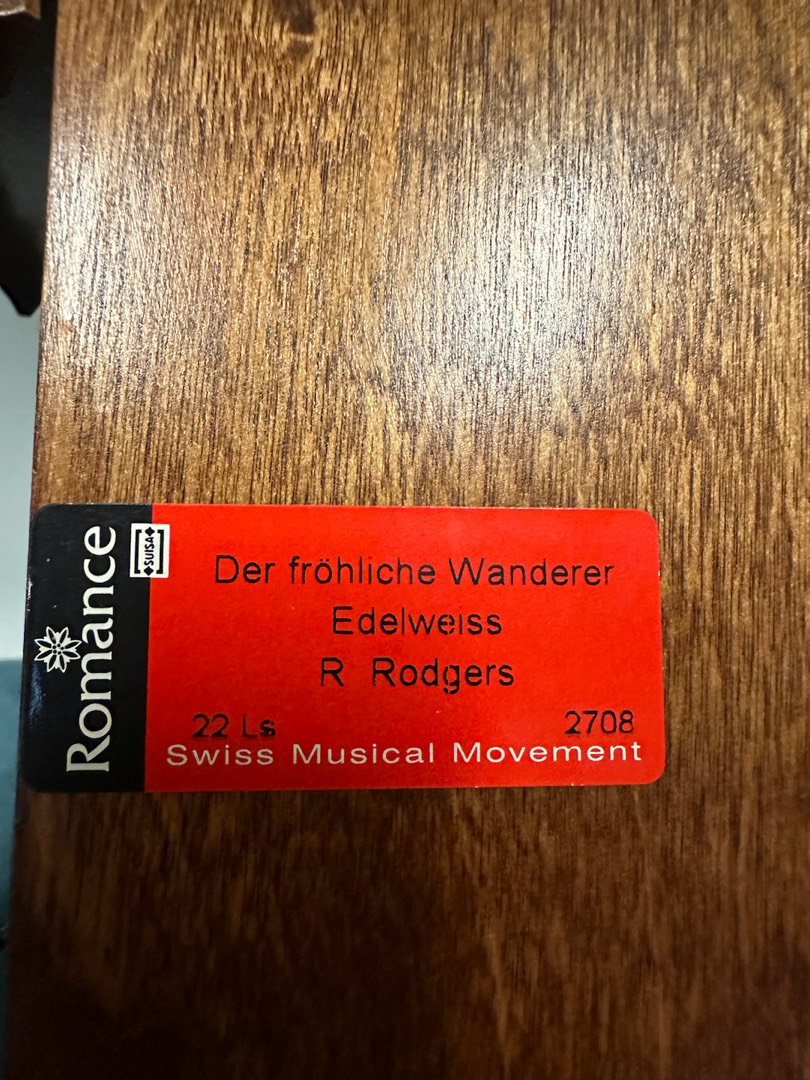 Romance
SUISA
Der fröhliche Wanderer
Edelweiss
R Rodgers
22 Ls 2708
Swiss Musical Movement